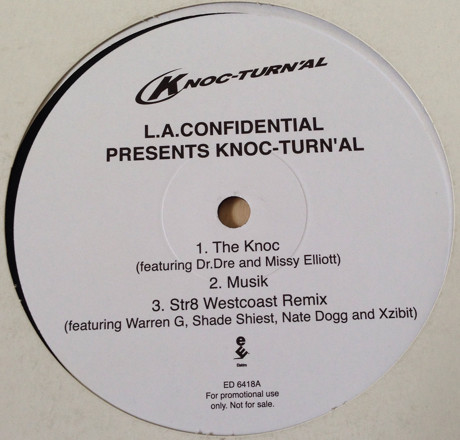 KNOC-TURN'AL
L.A.CONFIDENTIAL
PRESENTS KNOC-TURN'AL
1. The Knoc
(featuring Dr.Dre and Missy Elliott)
2. Musik
3. Str8 Westcoast Remix
(featuring Warren G, Shade Shiest, Nate Dogg and Xzibit)
Elektra
ED 6418A
For promotional use
only. Not for sale.